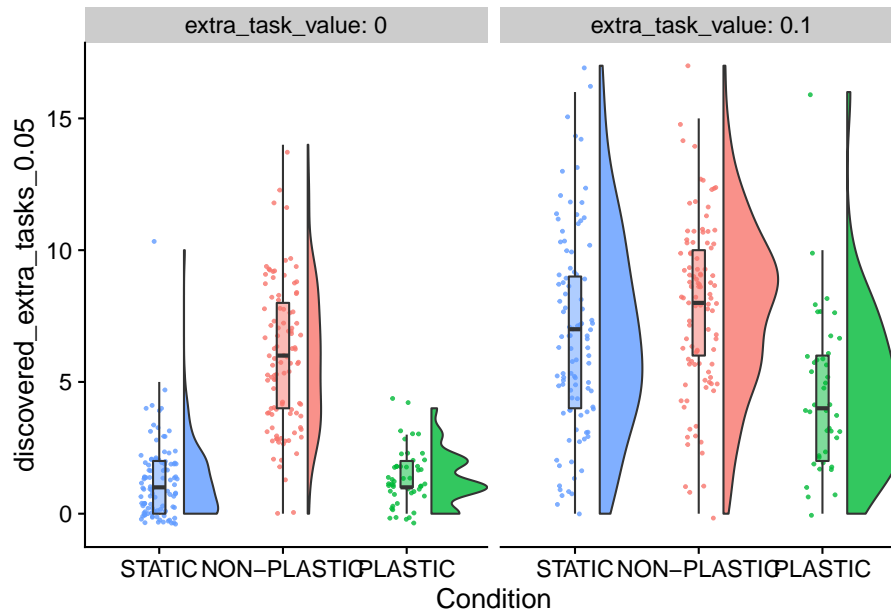 extra_task_value: 0
extra_task_value: 0.1
discovered_extra_tasks_0.05
15
10
5
0
STATIC NON−PLASTIC PLASTIC
STATIC NON−PLASTIC PLASTIC
Condition